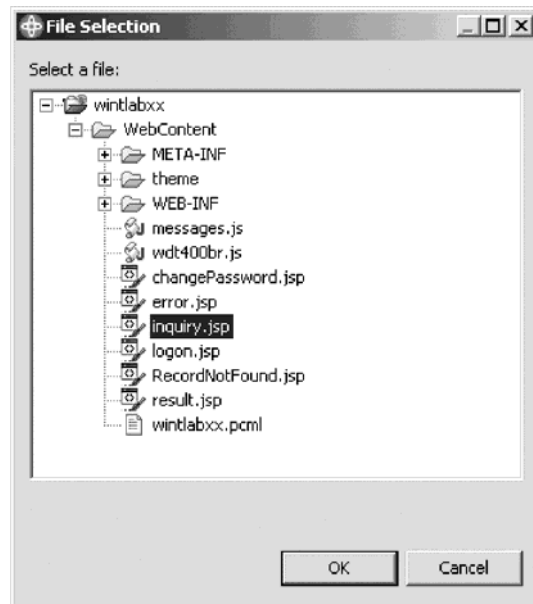 File Selection
Select a file:
wintlabxx
WebContent
META-INF
theme
WEB-INF
messages.js
wdt400br.js
changePassword.jsp
error.jsp
inquiry.jsp
logon.jsp
RecordNotFound.jsp
result.jsp
wintlabxx.pcml
OK Cancel